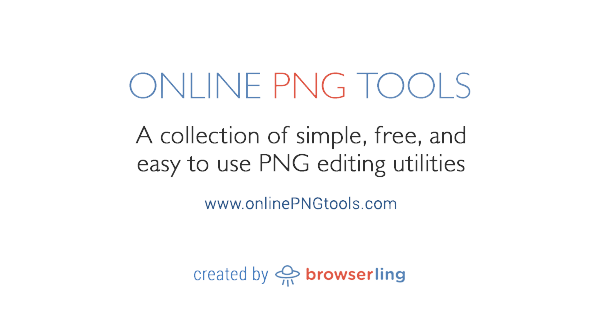 ONLINE PNG TOOLS
A collection of simple, free, and
easy to use PNG editing utilities
www.onlinePNGtools.com
created by browserling